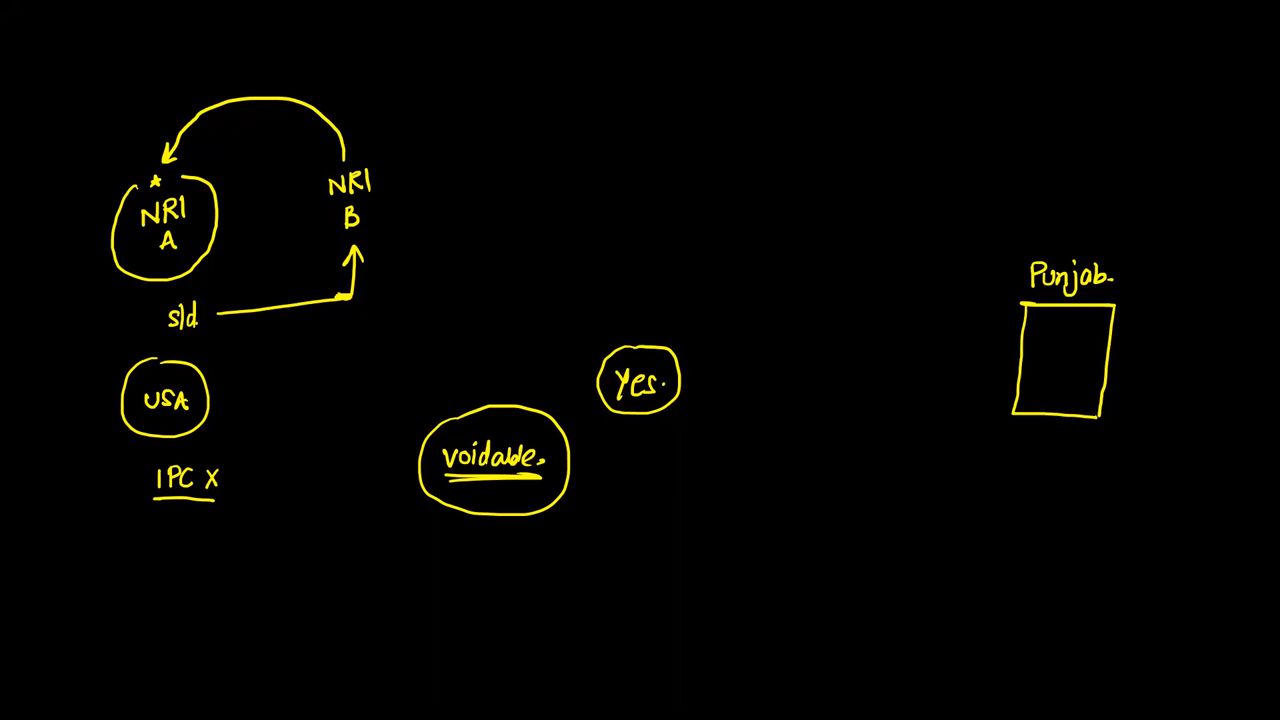 *
NRI
A
NRI
B
s/d
USA
IPC X
voidable.
Yes.
Punjab.